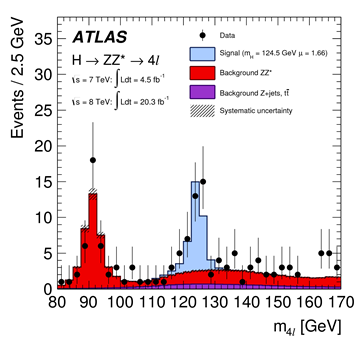 ATLAS
H → ZZ* → 4l
√s = 7 TeV: ∫Ldt = 4.5 fb⁻¹
√s = 8 TeV: ∫Ldt = 20.3 fb⁻¹
Data
Signal (m_H = 124.5 GeV μ = 1.66)
Background ZZ*
Background Z+jets, tt̄
Systematic uncertainty
Events / 2.5 GeV
35
30
25
20
15
10
5
0
80 90 100 110 120 130 140 150 160 170
m₄l [GeV]